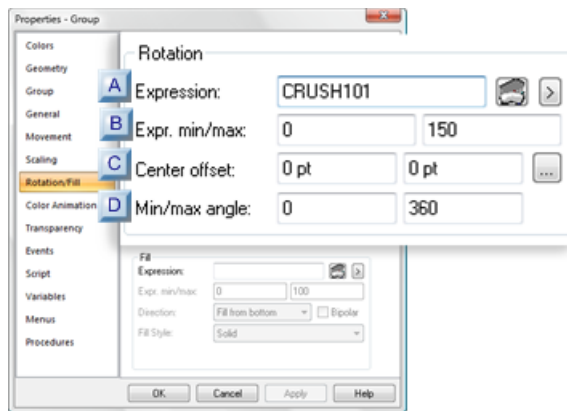 Properties - Group
Colors
Geometry
Group
General
Movement
Scaling
Rotation/Fill
Color Animation
Transparency
Events
Script
Variables
Menus
Procedures
Rotation
A Expression: CRUSH101 >
B Expr. min/max: 0 150
C Center offset: 0 pt 0 pt ...
D Min/max angle: 0 360
Fill
Expression: >
Expr. min/max: 0 100
Direction: Fill from bottom Bipolar
Fill Style: Solid
OK Cancel Apply Help